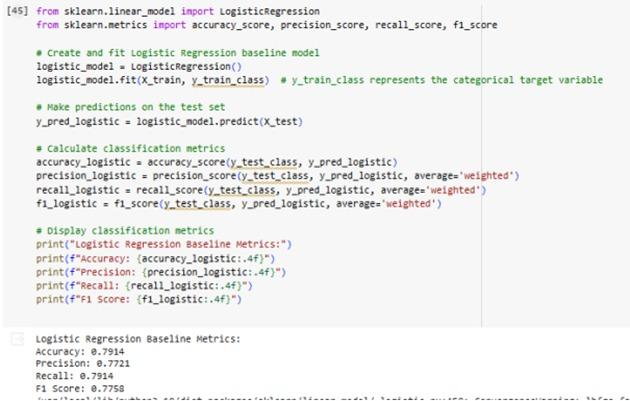 [45] from sklearn.linear_model import LogisticRegression
from sklearn.metrics import accuracy_score, precision_score, recall_score, f1_score
# Create and fit Logistic Regression baseline model
logistic_model = LogisticRegression()
logistic_model.fit(X_train, y_train_class) # y_train_class represents the categorical target variable
# Make predictions on the test set
y_pred_logistic = logistic_model.predict(X_test)
# Calculate classification metrics
accuracy_logistic = accuracy_score(y_test_class, y_pred_logistic)
precision_logistic = precision_score(y_test_class, y_pred_logistic, average='weighted')
recall_logistic = recall_score(y_test_class, y_pred_logistic, average='weighted')
f1_logistic = f1_score(y_test_class, y_pred_logistic, average='weighted')
# Display classification metrics
print("Logistic Regression Baseline Metrics:")
print(f"Accuracy: {accuracy_logistic:.4f}")
print(f"Precision: {precision_logistic:.4f}")
print(f"Recall: {recall_logistic:.4f}")
print(f"F1 Score: {f1_logistic:.4f}")
Logistic Regression Baseline Metrics:
Accuracy: 0.7914
Precision: 0.7721
Recall: 0.7914
F1 Score: 0.7758